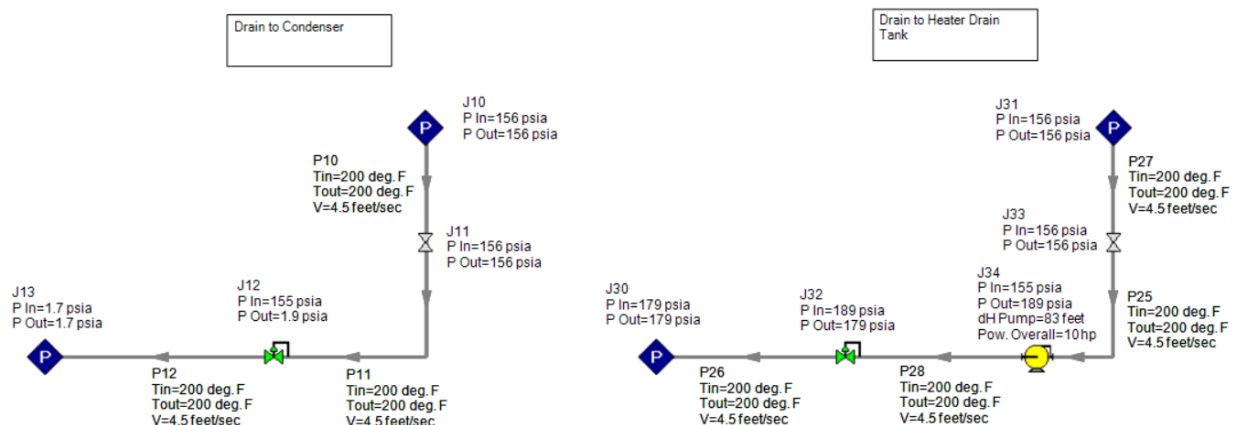 Drain to Condenser
J10
P In=156 psia
P Out=156 psia
P
P10
Tin=200 deg. F
Tout=200 deg. F
V=4.5 feet/sec
J11
P In=156 psia
P Out=156 psia
J12
P In=155 psia
P Out=1.9 psia
J13
P In=1.7 psia
P Out=1.7 psia
P
P12
Tin=200 deg. F
Tout=200 deg. F
V=4.5 feet/sec
P11
Tin=200 deg. F
Tout=200 deg. F
V=4.5 feet/sec
Drain to Heater Drain
Tank
J31
P In=156 psia
P Out=156 psia
P
P27
Tin=200 deg. F
Tout=200 deg. F
V=4.5 feet/sec
J33
P In=156 psia
P Out=156 psia
J34
P In=155 psia
P Out=189 psia
dH Pump=83 feet
Pow. Overall=10 hp
P25
Tin=200 deg. F
Tout=200 deg. F
V=4.5 feet/sec
J30
P In=179 psia
P Out=179 psia
P
J32
P In=189 psia
P Out=179 psia
P26
Tin=200 deg. F
Tout=200 deg. F
V=4.5 feet/sec
P28
Tin=200 deg. F
Tout=200 deg. F
V=4.5 feet/sec